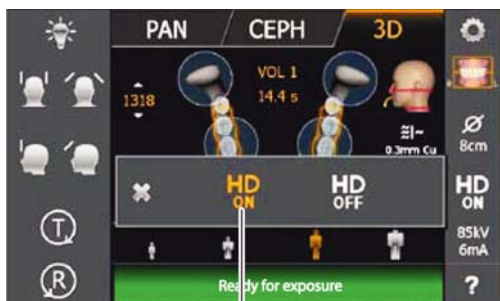 PAN
CEPH
3D
1318
VOL 1
14.4 s
0.3mm Cu
Ø
8cm
HD
ON
HD
OFF
HD
ON
85kV
6mA
T
R
Ready for exposure
?